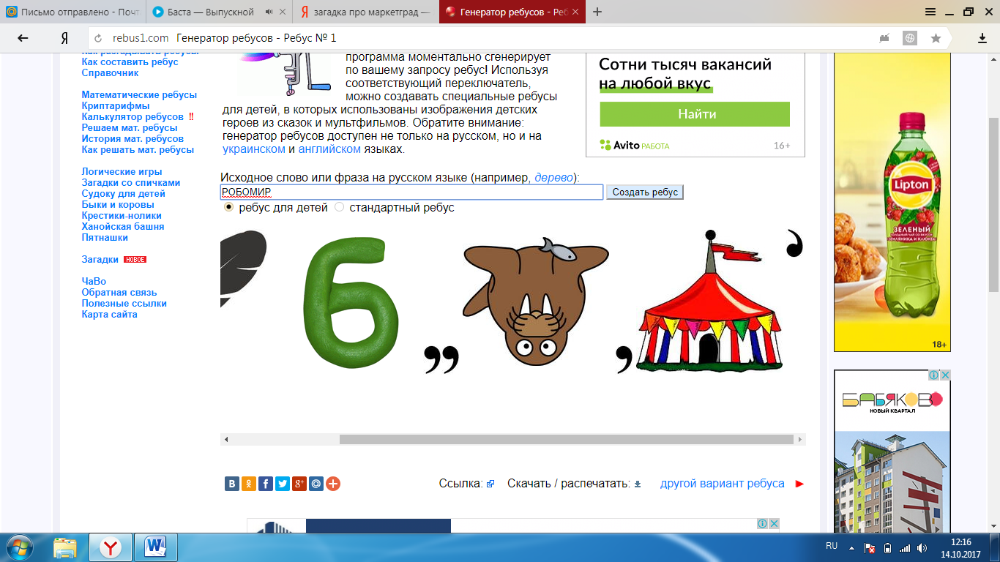 Письмо отправлено - Почт
Баста — Выпускной
загадка про маркетград —
Генератор ребусов - Реб
rebus1.com Генератор ребусов - Ребус № 1
Как разгадывать ребусы
Как составить ребус
Справочник
Математические ребусы
Криптарифмы
Калькулятор ребусов !!
Решаем мат. ребусы
История мат. ребусов
Как решать мат. ребусы
Логические игры
Загадки со спичками
Судоку для детей
Быки и коровы
Крестики-нолики
Ханойская башня
Пятнашки
Загадки НОВОЕ
ЧаВо
Обратная связь
Полезные ссылки
Карта сайта
программа моментально сгенерирует
по вашему запросу ребус! Используя
соответствующий переключатель,
можно создавать специальные ребусы
для детей, в которых использованы изображения детских
героев из сказок и мультфильмов. Обратите внимание:
генератор ребусов доступен не только на русском, но и на
украинском и английском языках.
Сотни тысяч вакансий
на любой вкус
Найти
Avito РАБОТА 16+
Исходное слово или фраза на русском языке (например, дерево):
РОБОМИР
Создать ребус
ребус для детей стандартный ребус
Б ,, , ,
Ссылка: Скачать / распечатать: другой вариант ребуса
Lipton
ЗЕЛЕНЫЙ
ЗЕМЛЯНИКА И КЛЮКВА
18+
БАБЯКОВО
НОВЫЙ КВАРТАЛ
RU
12:16
14.10.2017